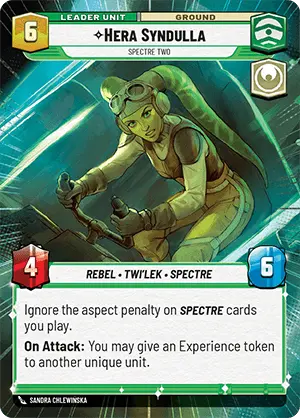 LEADER UNIT
GROUND
6
✧HERA SYNDULLA
SPECTRE TWO
4
6
REBEL • TWI'LEK • SPECTRE
Ignore the aspect penalty on SPECTRE cards
you play.
On Attack: You may give an Experience token
to another unique unit.
SANDRA CHLEWINSKA